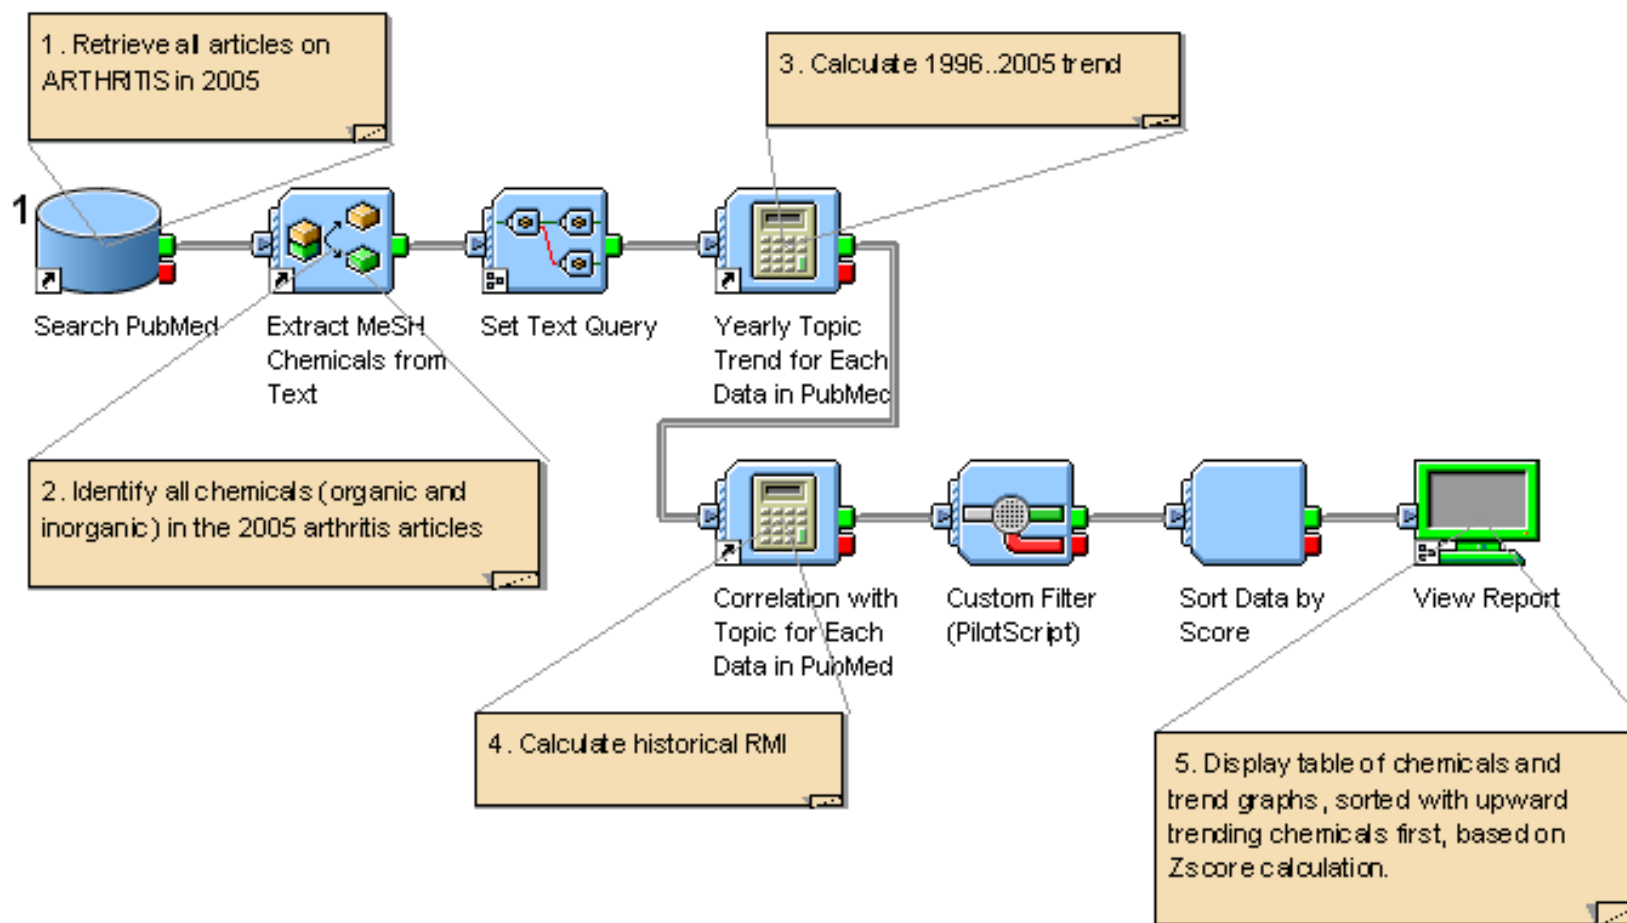 1. Retrieve all articles on
ARTHRITIS in 2005
3. Calculate 1996..2005 trend
1
Search PubMed
Extract MeSH
Chemicals from
Text
Set Text Query
Yearly Topic
Trend for Each
Data in PubMed
2. Identify all chemicals (organic and
inorganic) in the 2005 arthritis articles
Correlation with
Topic for Each
Data in PubMed
Custom Filter
(PilotScript)
Sort Data by
Score
View Report
4. Calculate historical RMI
5. Display table of chemicals and
trend graphs, sorted with upward
trending chemicals first, based on
Zscore calculation.